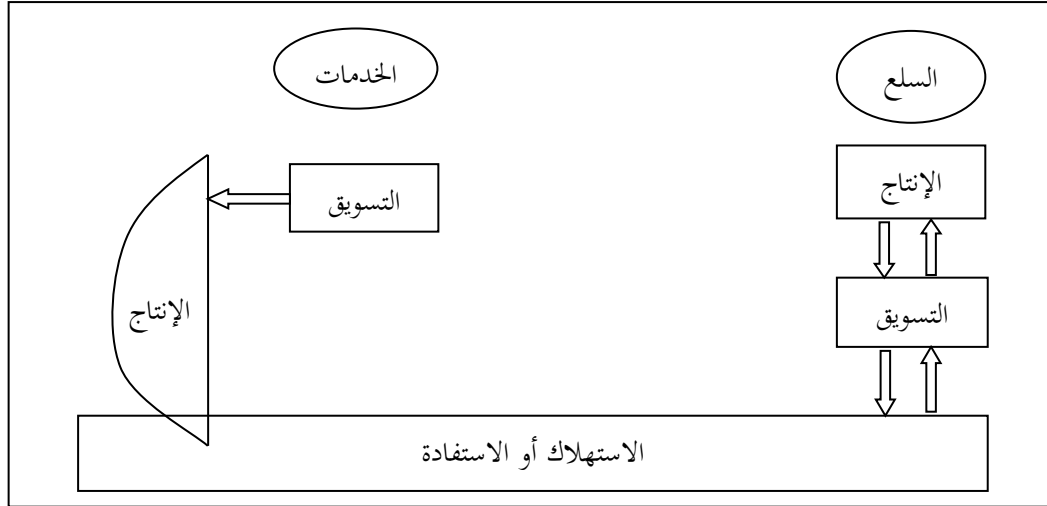 السلع
الخدمات
الإنتاج
التسويق
التسويق
الإنتاج
الاستهلاك أو الاستفادة